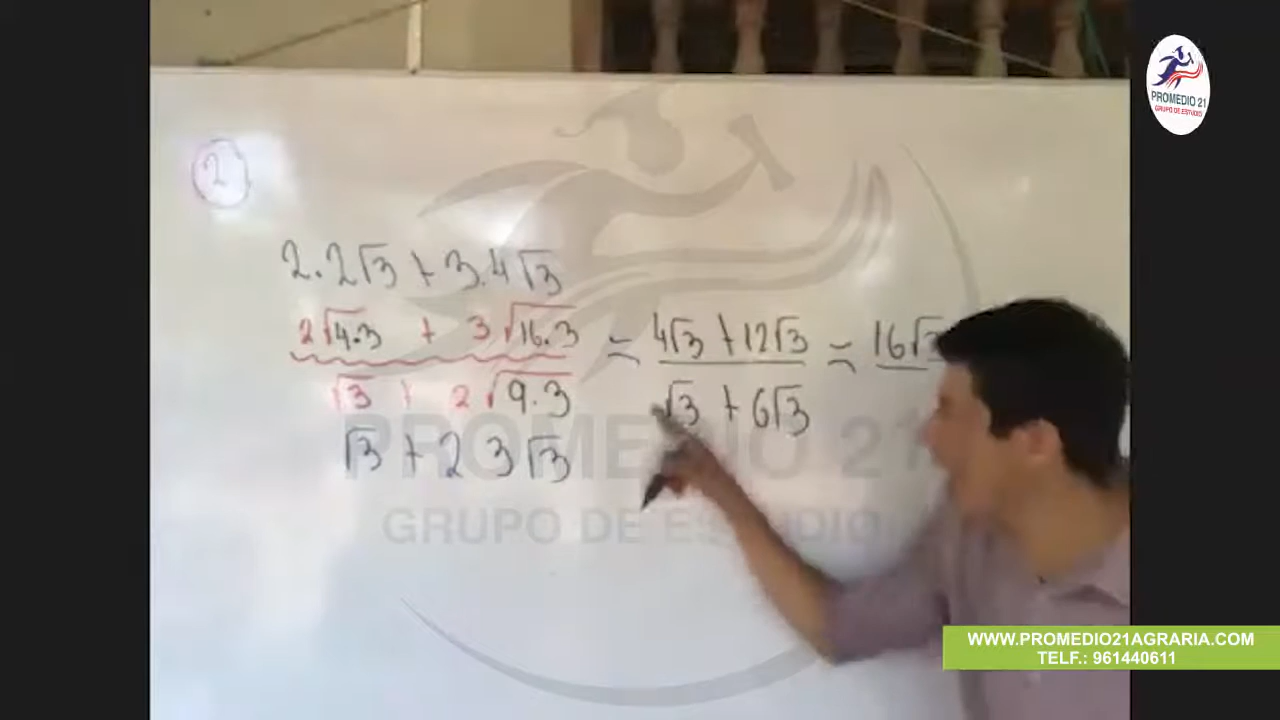 PROMEDIO 21
GRUPO DE ESTUDIO
2
2.2√3 + 3.4√3
2√4.3 + 3√16.3 = 4√3 + 12√3 = 16√3
√3 + 2√9.3 √3 + 6√3
√3 + 2 3 √3
PROMEDIO 21
GRUPO DE ESTUDIO
WWW.PROMEDIO21AGRARIA.COM
TELF.: 961440611